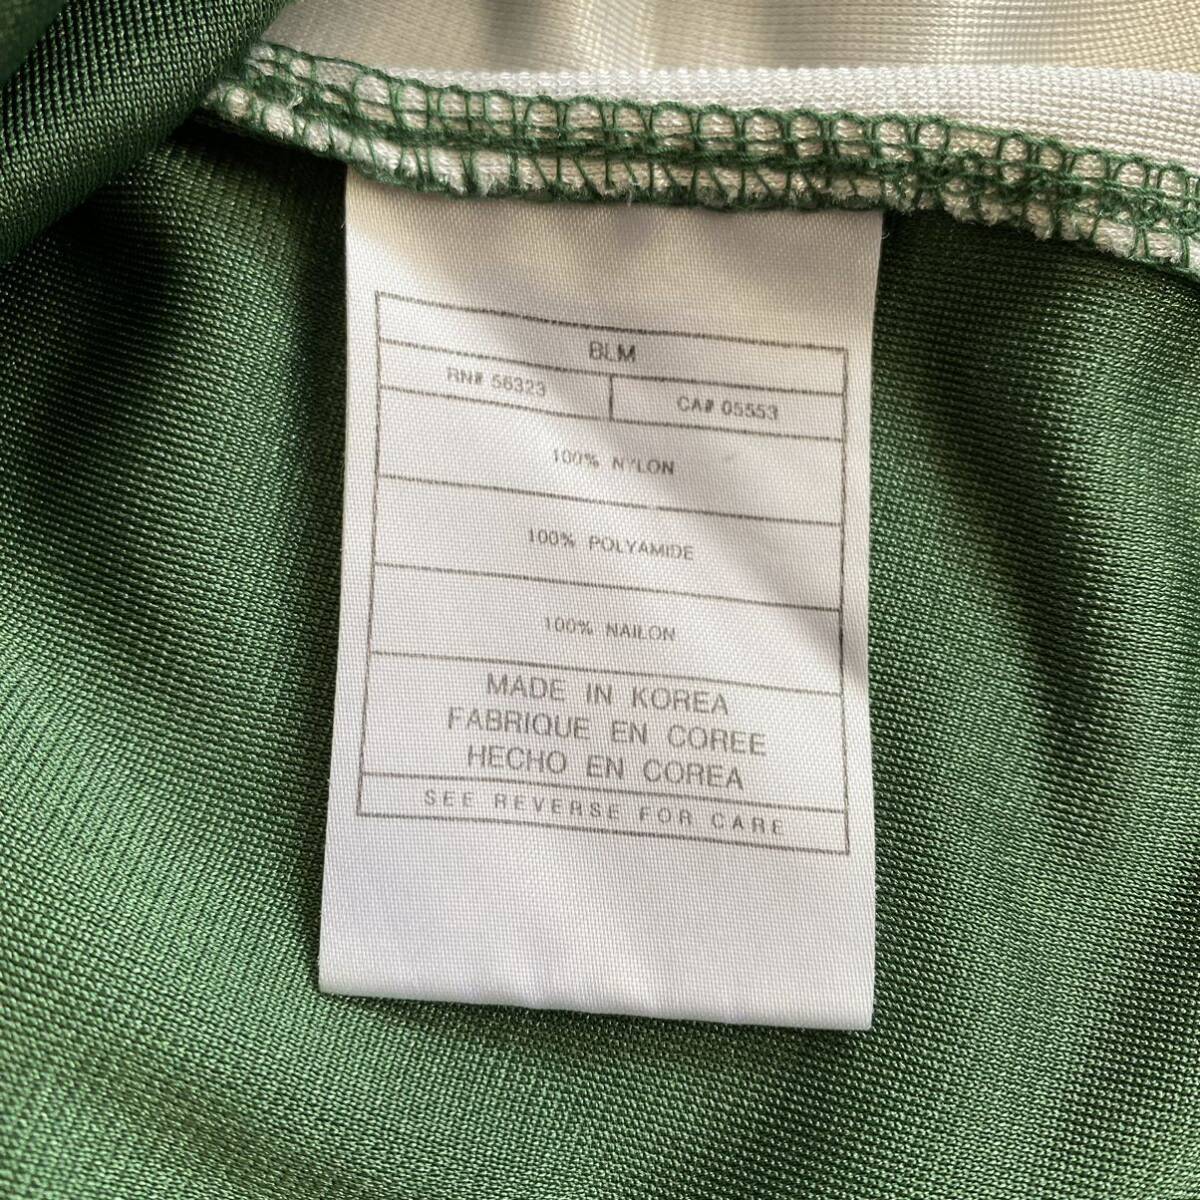 BLM
RN# 56323
CA# 05553
100% NYLON
100% POLYAMIDE
100% NAILON
MADE IN KOREA
FABRIQUE EN COREE
HECHO EN COREA
SEE REVERSE FOR CARE